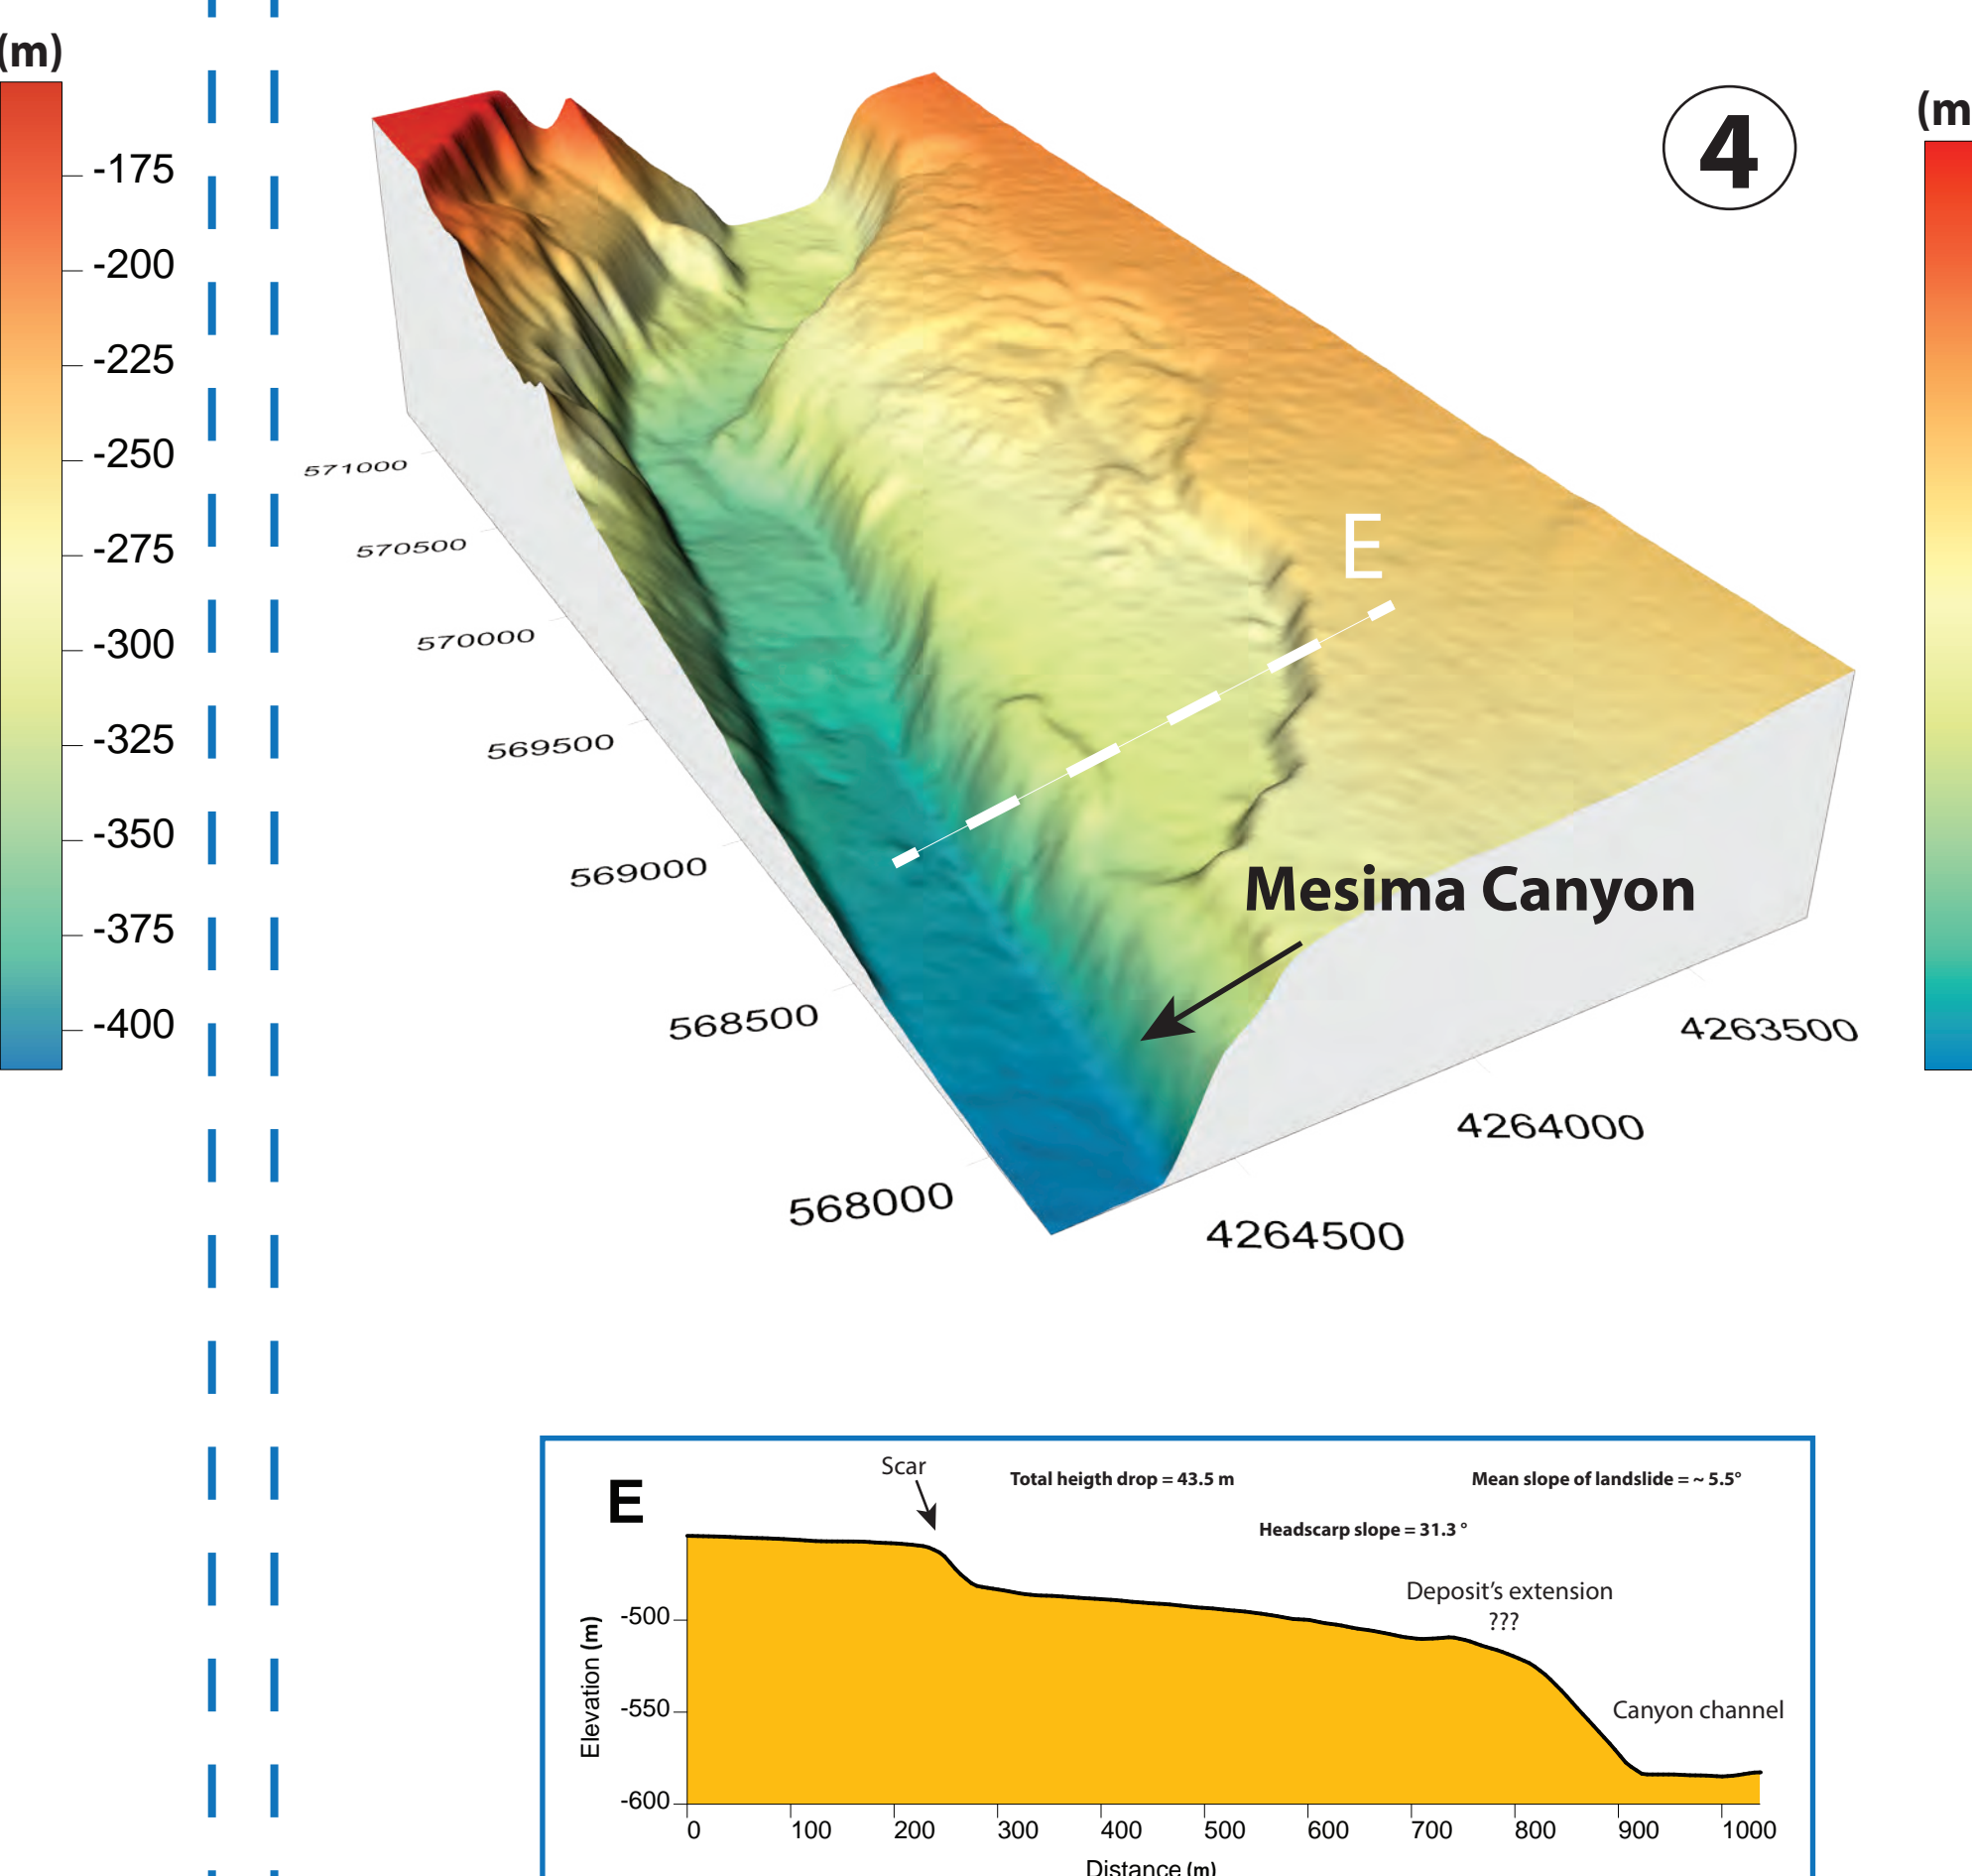 (m)
-175
-200
-225
-250
-275
-300
-325
-350
-375
-400
4
(m
571000
570500
570000
569500
569000
568500
568000
E
Mesima Canyon
4263500
4264000
4264500
E
Scar
Total heigth drop = 43.5 m
Mean slope of landslide = ~ 5.5°
Headscarp slope = 31.3 °
Deposit’s extension
???
Canyon channel
Elevation (m)
-500
-550
-600
0 100 200 300 400 500 600 700 800 900 1000
Distance (m)